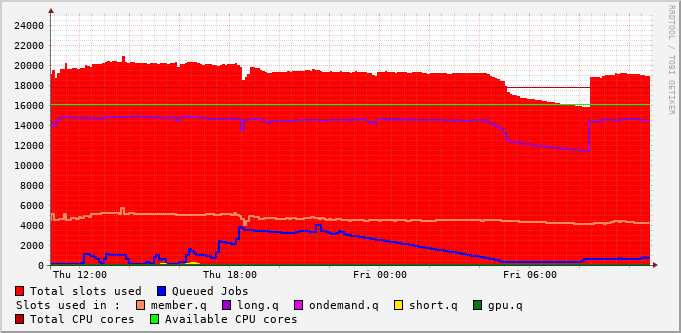 24000
22000
20000
18000
16000
14000
12000
10000
8000
6000
4000
2000
0
Thu 12:00 Thu 18:00 Fri 00:00 Fri 06:00
RRDTOOL / TOBI OETIKER
Total slots used Queued Jobs
Slots used in : member.q long.q ondemand.q short.q gpu.q
Total CPU cores Available CPU cores